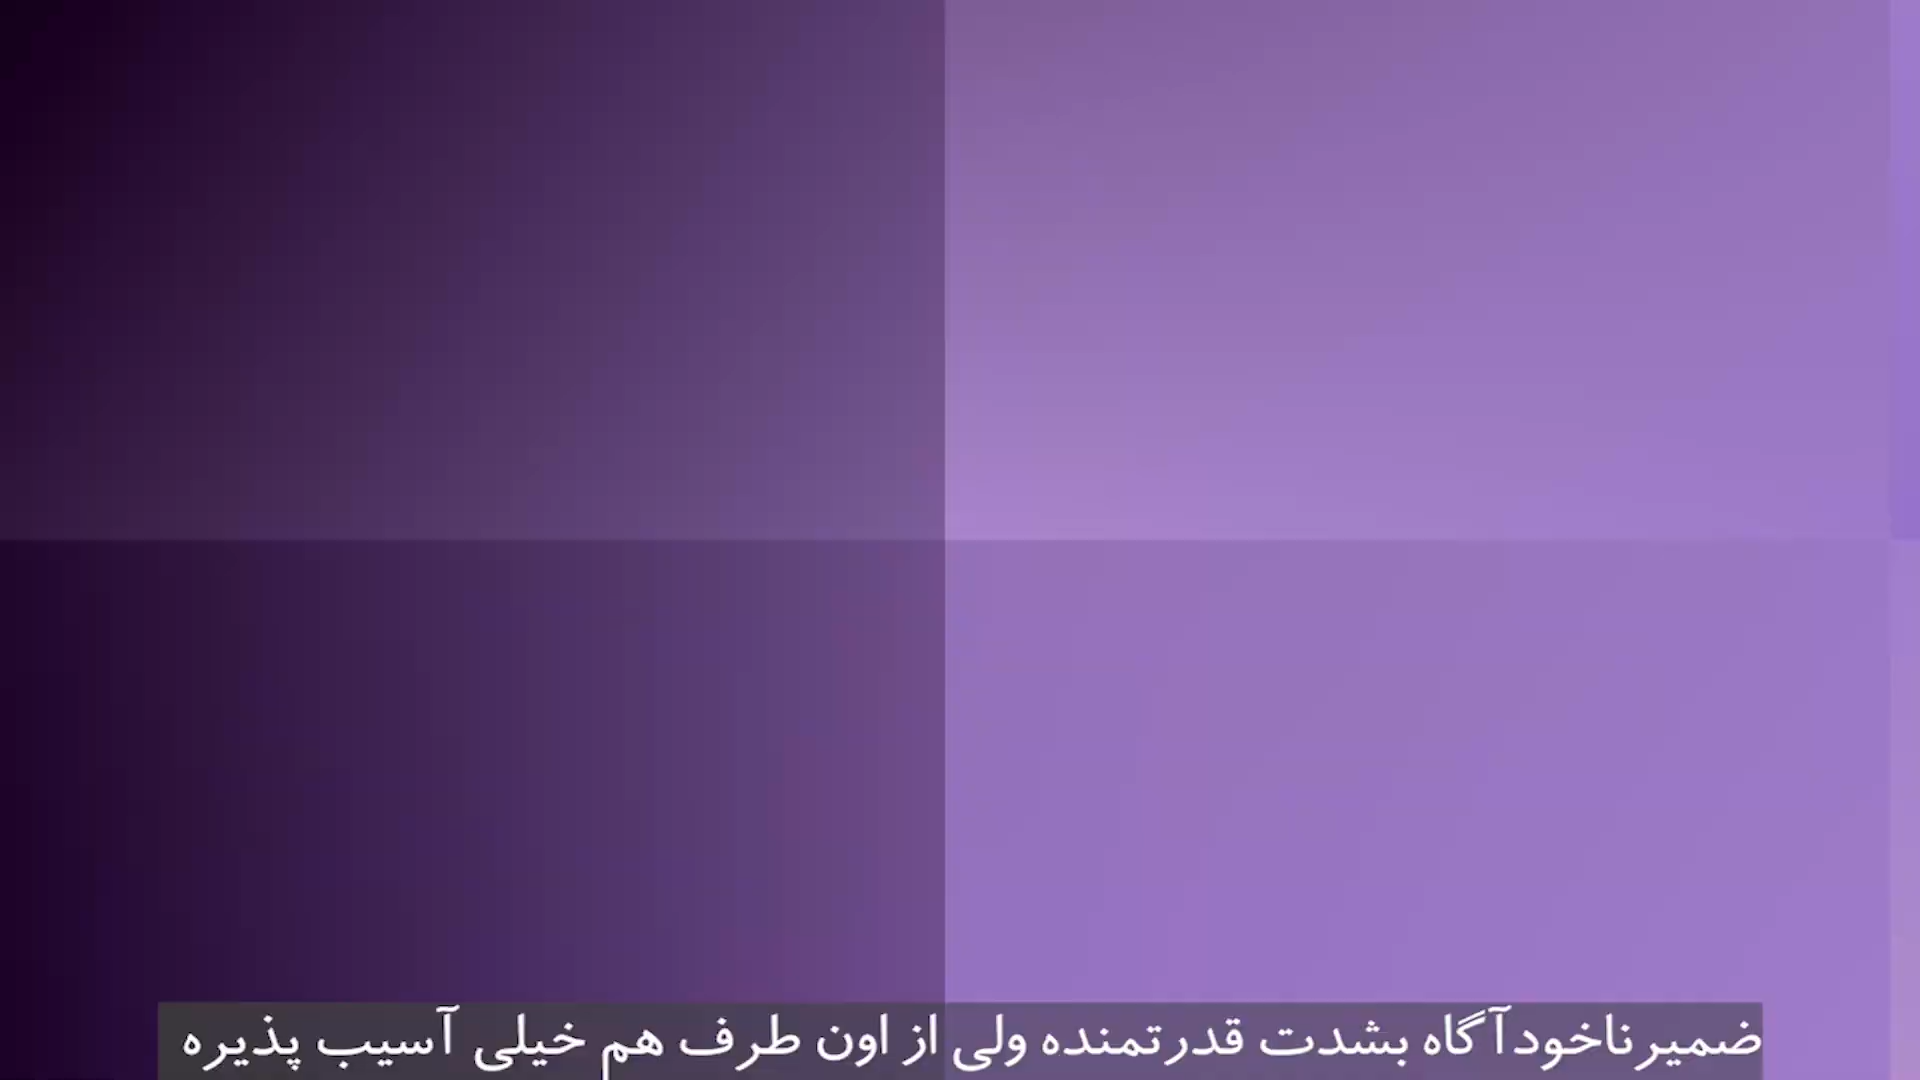 ضمیرناخودآگاه بشدت قدرتمنده ولی از اون طرف هم خیلی آسیب پذیره